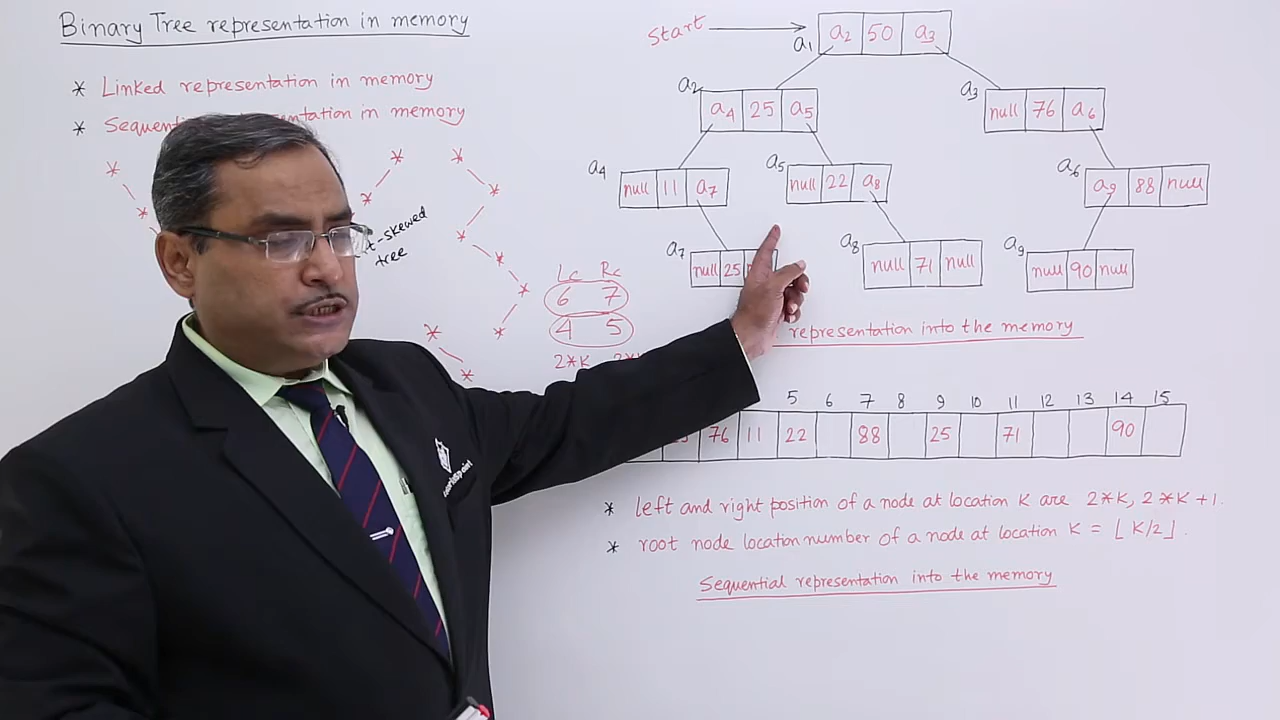 Binary Tree representation in memory
* Linked representation in memory
* Sequential representation in memory
t-skewed
tree
Lc Rc
6 7
4 5
2*K
Start
a1 a2 50 a3
a2 a4 25 a5
a3 null 76 a6
a4 null 11 a7
a5 null 22 a8
a6 a9 88 null
a7 null 25
a8 null 71 null
a9 null 90 null
representation into the memory
5 6 7 8 9 10 11 12 13 14 15
76 11 22 88 25 71 90
* left and right position of a node at location K are 2*K, 2*K+1.
* root node location number of a node at location K = ⌊K/2⌋.
Sequential representation into the memory